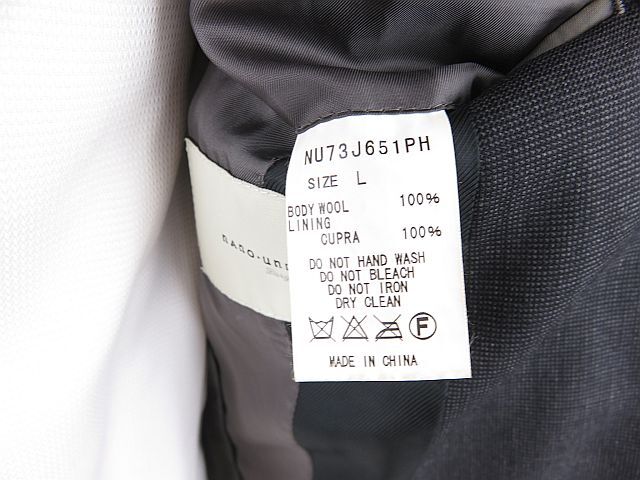 NU73J651PH
SIZE L
BODY WOOL 100%
LINING
CUPRA 100%
DO NOT HAND WASH
DO NOT BLEACH
DO NOT IRON
DRY CLEAN
F
MADE IN CHINA
nano·un